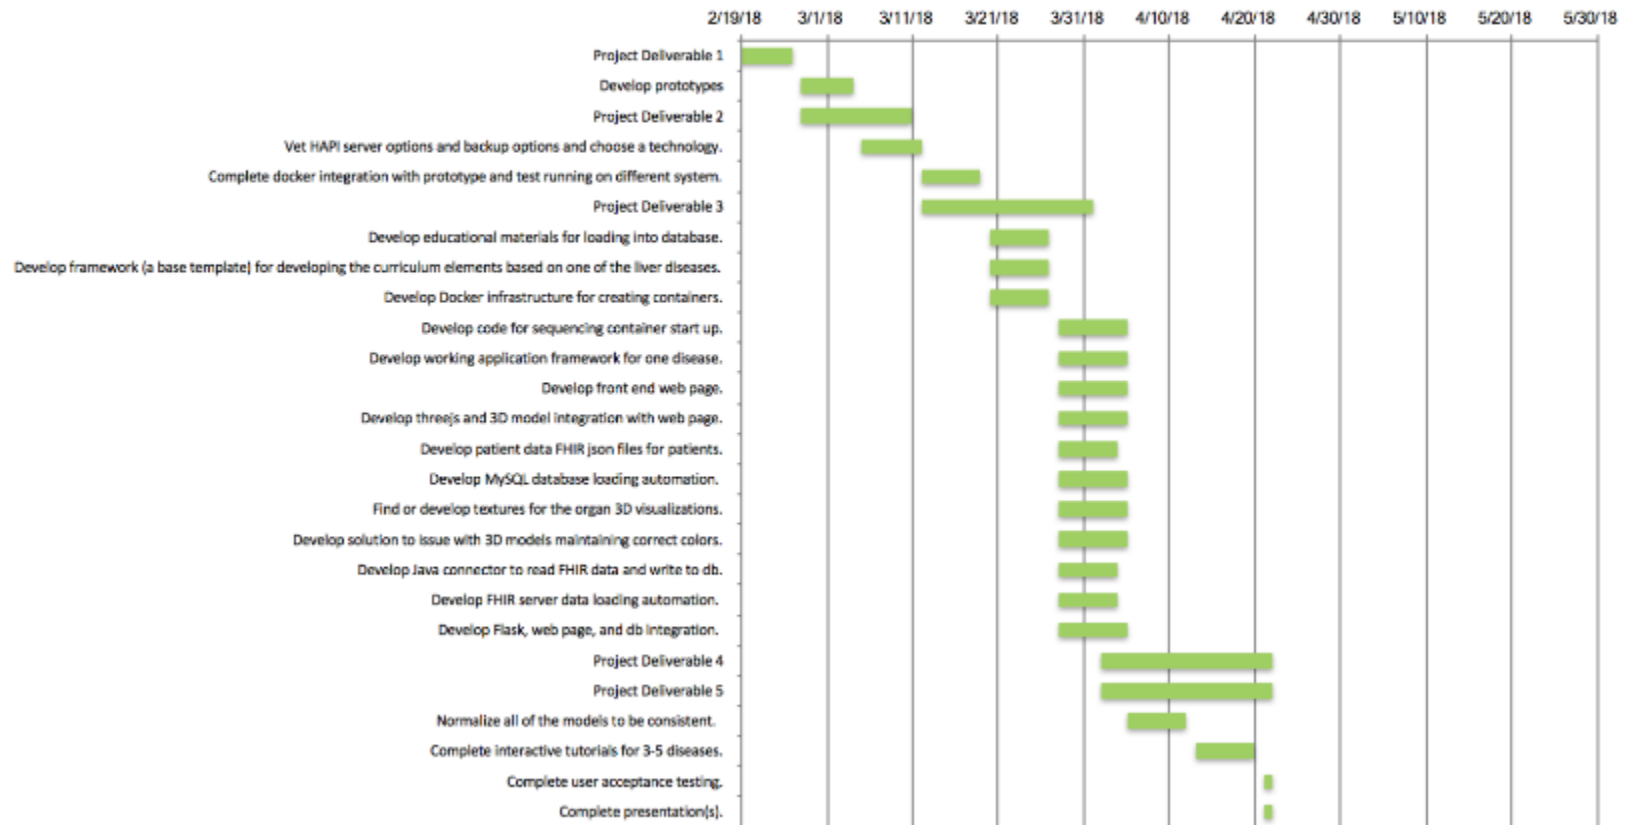 2/19/18 3/1/18 3/11/18 3/21/18 3/31/18 4/10/18 4/20/18 4/30/18 5/10/18 5/20/18 5/30/18
Project Deliverable 1
Develop prototypes
Project Deliverable 2
Vet HAPI server options and backup options and choose a technology.
Complete docker integration with prototype and test running on different system.
Project Deliverable 3
Develop educational materials for loading into database.
Develop framework (a base template) for developing the curriculum elements based on one of the liver diseases.
Develop Docker infrastructure for creating containers.
Develop code for sequencing container start up.
Develop working application framework for one disease.
Develop front end web page.
Develop threejs and 3D model integration with web page.
Develop patient data FHIR json files for patients.
Develop MySQL database loading automation.
Find or develop textures for the organ 3D visualizations.
Develop solution to issue with 3D models maintaining correct colors.
Develop Java connector to read FHIR data and write to db.
Develop FHIR server data loading automation.
Develop Flask, web page, and db integration.
Project Deliverable 4
Project Deliverable 5
Normalize all of the models to be consistent.
Complete interactive tutorials for 3-5 diseases.
Complete user acceptance testing.
Complete presentation(s).